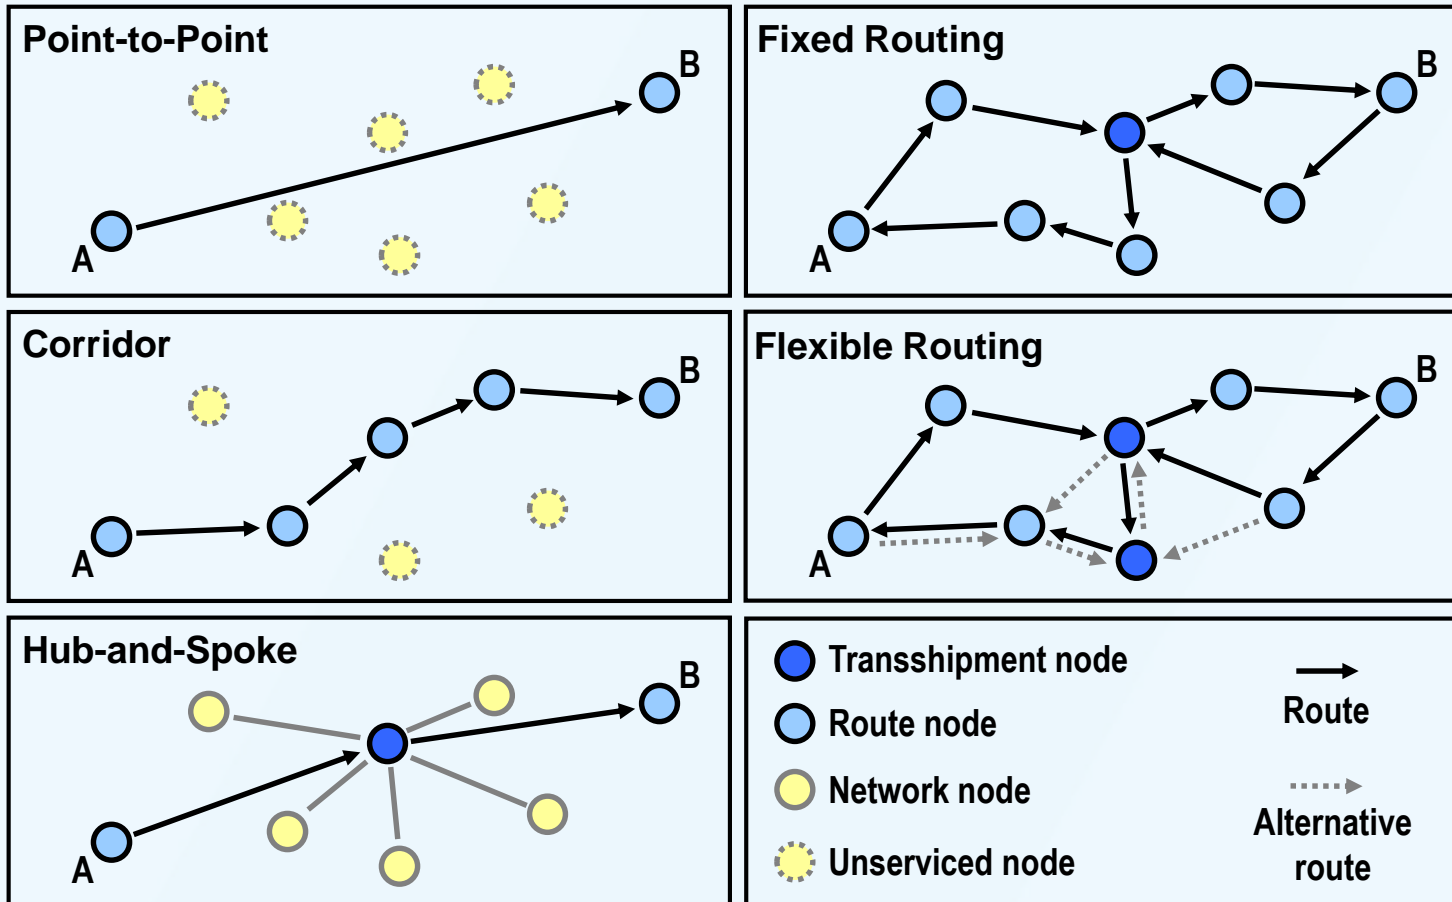 Point-to-Point
B
A
Fixed Routing
B
A
Corridor
B
A
Flexible Routing
B
A
Hub-and-Spoke
B
A
Transshipment node
Route node
Network node
Unserviced node
Route
Alternative
route